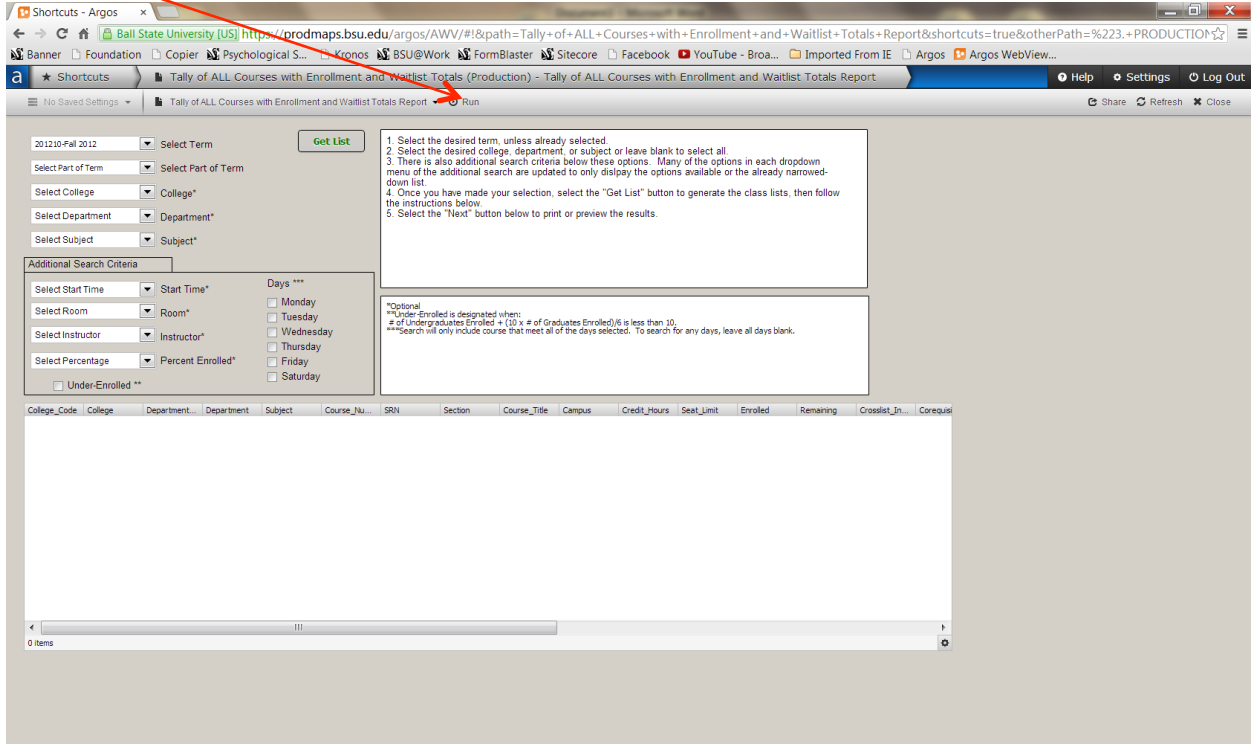 Shortcuts - Argos
Ball State University [US] https://prodmaps.bsu.edu/argos/AWV/#!&path=Tally+of+ALL+Courses+with+Enrollment+and+Waitlist+Totals+Report&shortcuts=true&otherPath=%223.+PRODUCTION
Banner Foundation Copier Psychological S... Kronos BSU@Work FormBlaster Sitecore Facebook YouTube - Broa... Imported From IE Argos Argos WebView...
a Shortcuts Tally of ALL Courses with Enrollment and Waitlist Totals (Production) - Tally of ALL Courses with Enrollment and Waitlist Totals Report Help Settings Log Out
No Saved Settings Tally of ALL Courses with Enrollment and Waitlist Totals Report Run Share Refresh Close
201210-Fall 2012 Select Term Get List
Select Part of Term Select Part of Term
Select College College*
Select Department Department*
Select Subject Subject*
1. Select the desired term, unless already selected.
2. Select the desired college, department, or subject or leave blank to select all.
3. There is also additional search criteria below these options. Many of the options in each dropdown
menu of the additional search are updated to only dislpay the options available or the already narrowed-
down list.
4. Once you have made your selection, select the "Get List" button to generate the class lists, then follow
the instructions below.
5. Select the "Next" button below to print or preview the results.
Additional Search Criteria
Select Start Time Start Time*
Select Room Room*
Select Instructor Instructor*
Select Percentage Percent Enrolled*
Under-Enrolled **
Days ***
Monday
Tuesday
Wednesday
Thursday
Friday
Saturday
*Optional
**Under-Enrolled is designated when:
# of Undergraduates Enrolled + (10 x # of Graduates Enrolled)/6 is less than 10.
***Search will only include course that meet all of the days selected. To search for any days, leave all days blank.
College_Code College Department... Department Subject Course_Nu... SRN Section Course_Title Campus Credit_Hours Seat_Limit Enrolled Remaining Crosslist_In... Corequisi
0 items